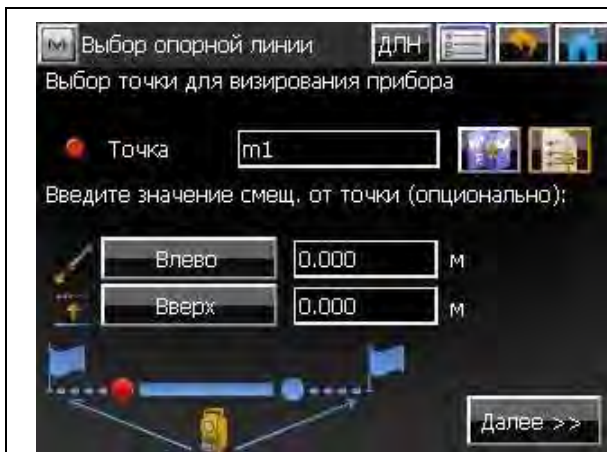 Выбор опорной линии ДЛН
Выбор точки для визирования прибора
Точка m1
Введите значение смещ. от точки (опционально):
Влево 0.000 м
Вверх 0.000 м
Далее >>